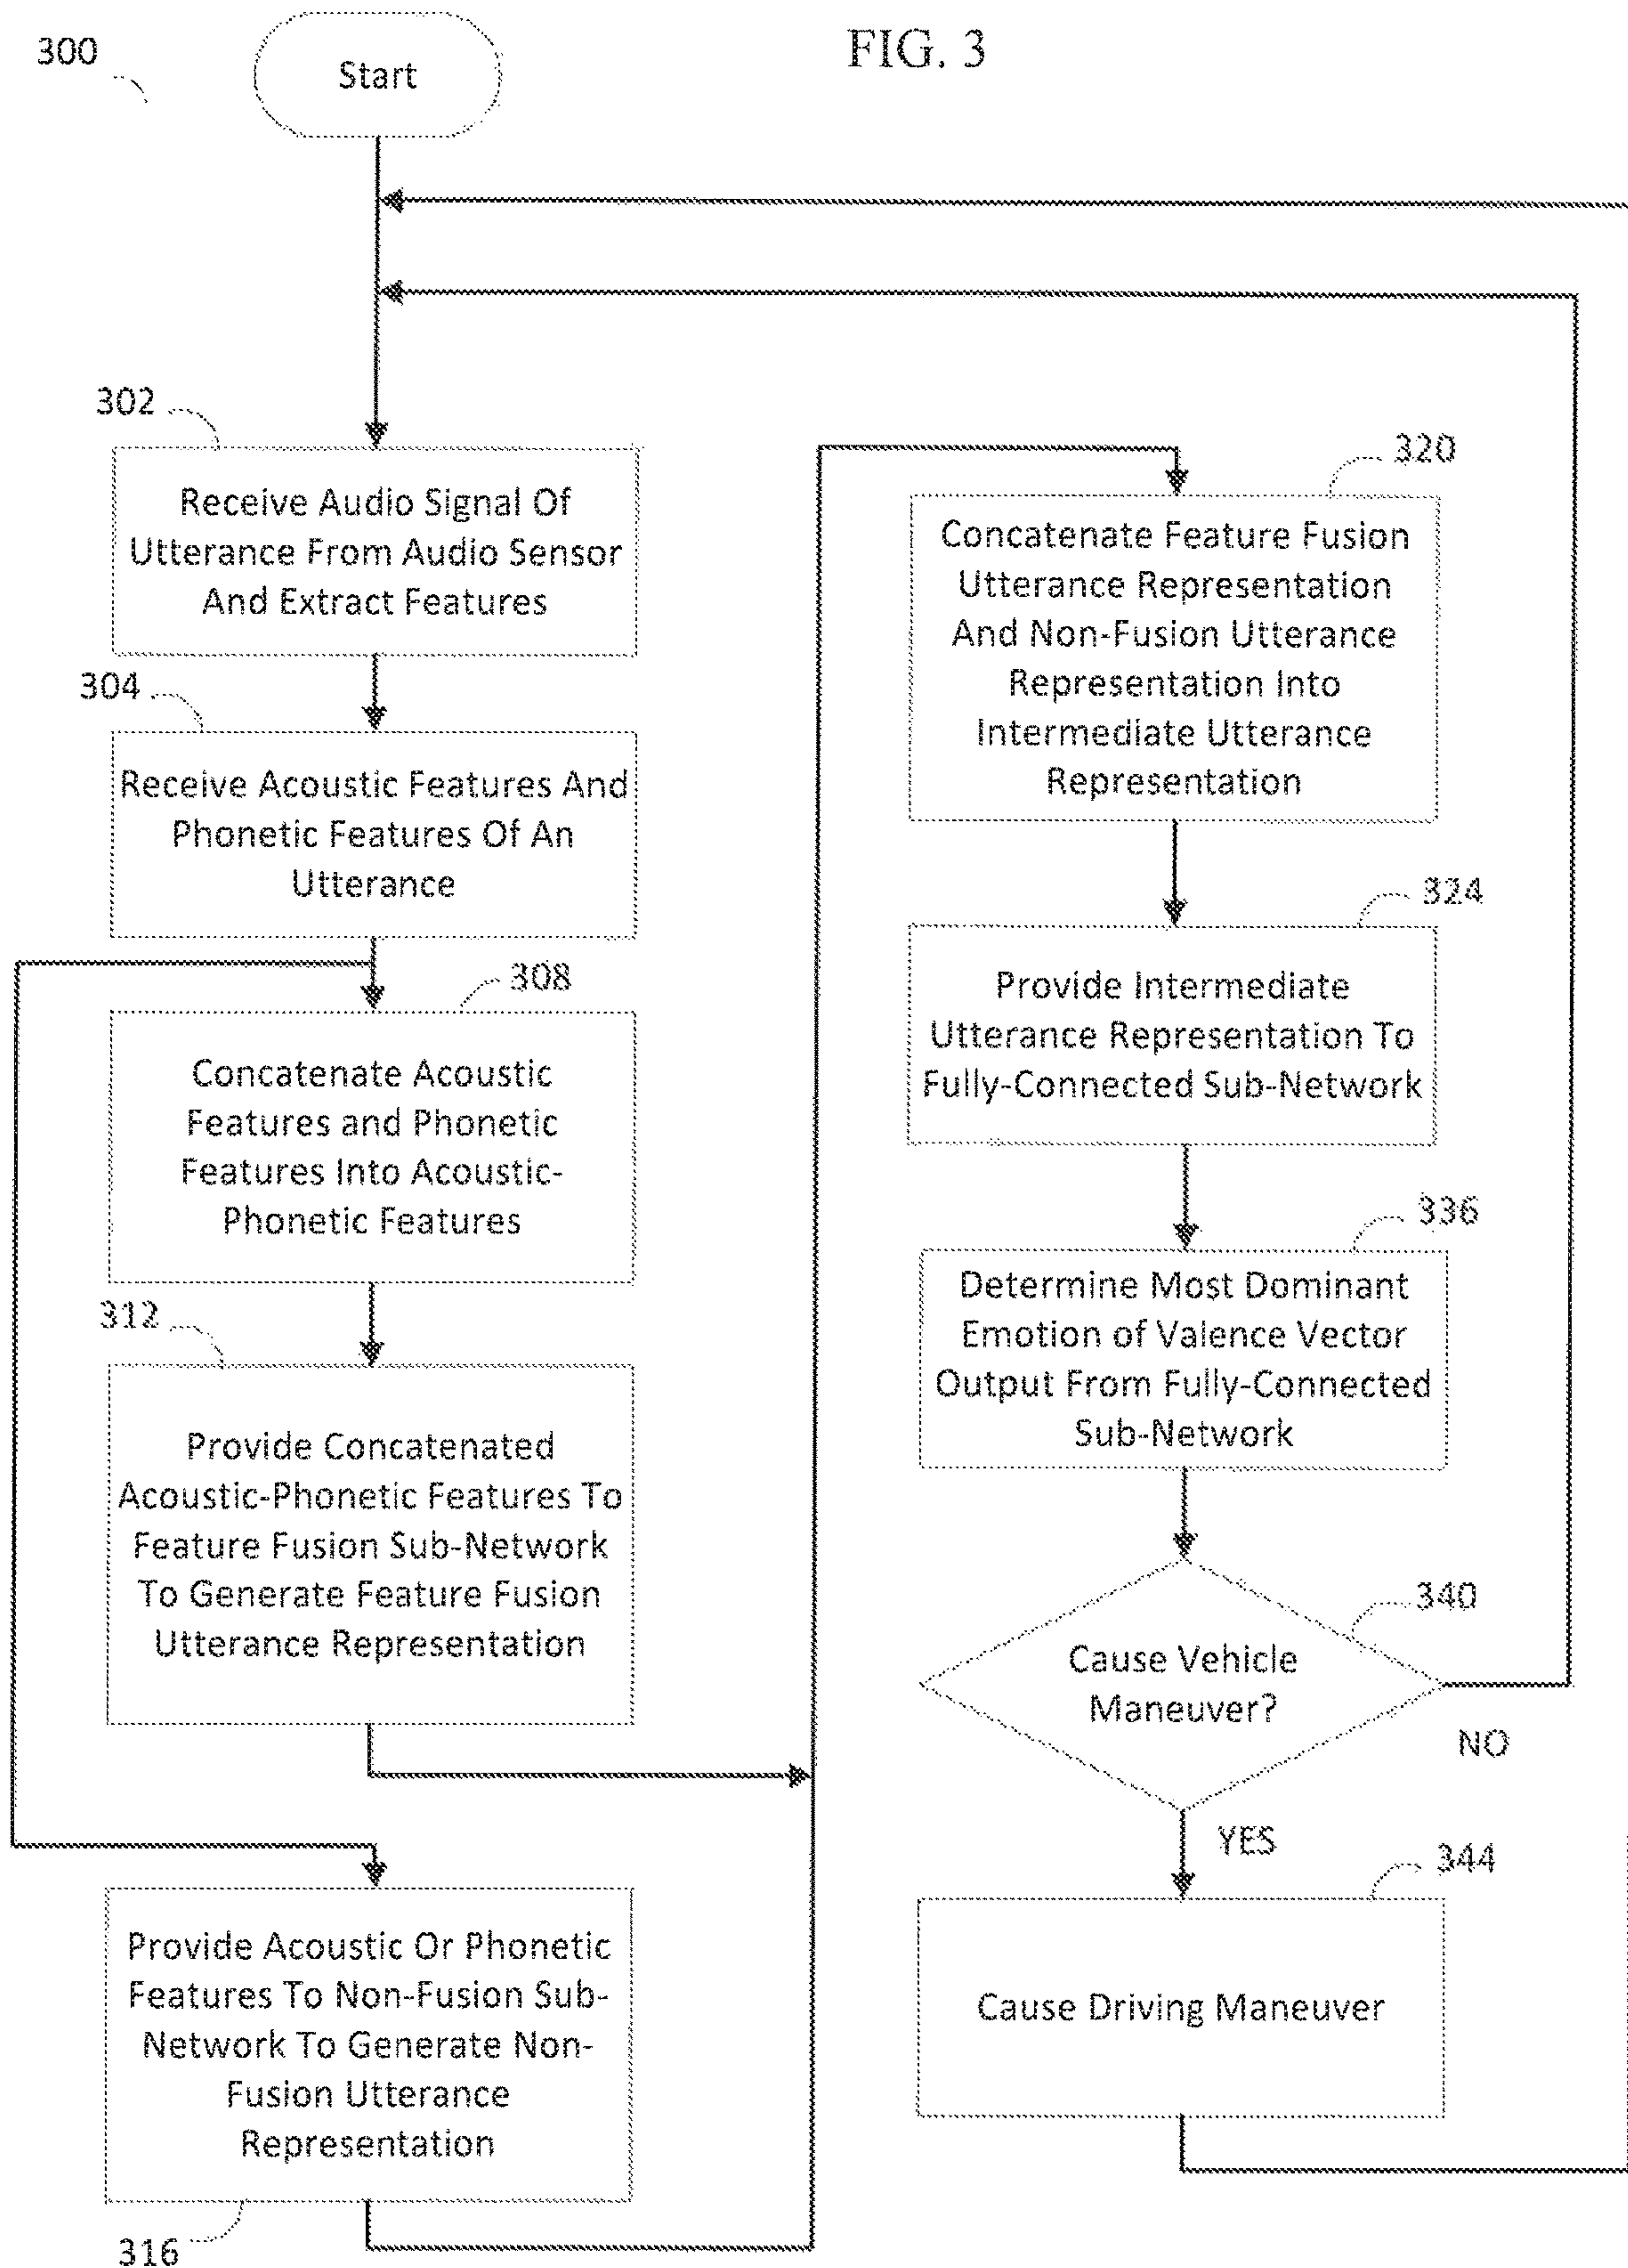 FIG. 3
300
Start
302
Receive Audio Signal Of
Utterance From Audio Sensor
And Extract Features
304
Receive Acoustic Features And
Phonetic Features Of An
Utterance
308
Concatenate Acoustic
Features and Phonetic
Features Into Acoustic-
Phonetic Features
312
Provide Concatenated
Acoustic-Phonetic Features To
Feature Fusion Sub-Network
To Generate Feature Fusion
Utterance Representation
Provide Acoustic Or Phonetic
Features To Non-Fusion Sub-
Network To Generate Non-
Fusion Utterance
Representation
316
320
Concatenate Feature Fusion
Utterance Representation
And Non-Fusion Utterance
Representation Into
Intermediate Utterance
Representation
324
Provide Intermediate
Utterance Representation To
Fully-Connected Sub-Network
336
Determine Most Dominant
Emotion of Valence Vector
Output From Fully-Connected
Sub-Network
340
Cause Vehicle
Maneuver?
NO
YES
344
Cause Driving Maneuver